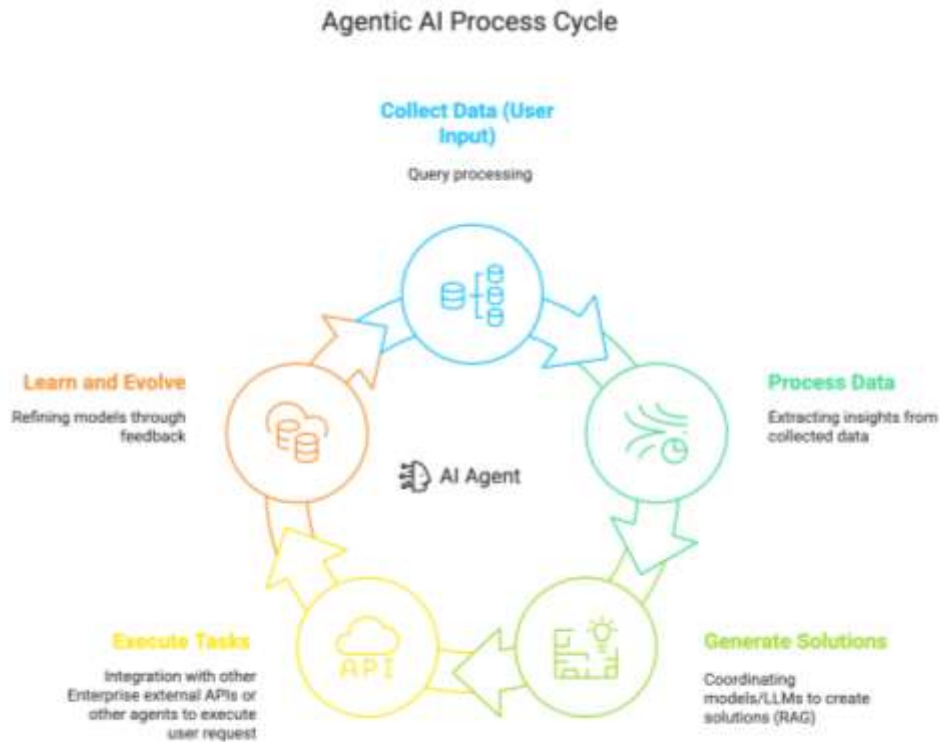 Agentic AI Process Cycle
Collect Data (User
Input)
Query processing
Learn and Evolve
Refining models through
feedback
Process Data
Extracting insights from
collected data
AI Agent
Execute Tasks
Integration with other
Enterprise external APIs or
other agents to execute
user request
API
Generate Solutions
Coordinating
models/LLMs to create
solutions (RAG)